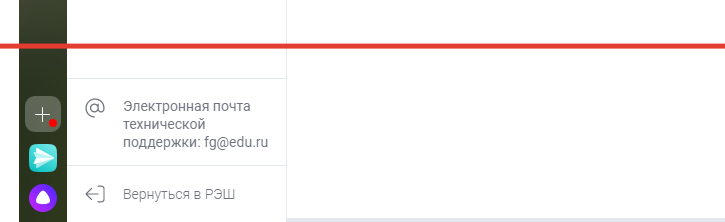 Электронная почта
технической
поддержки: fg@edu.ru
Вернуться в РЭШ